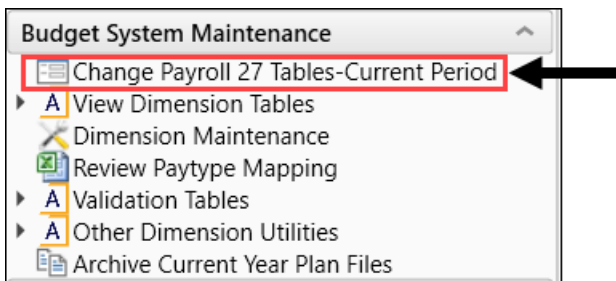 Budget System Maintenance
Change Payroll 27 Tables-Current Period
A View Dimension Tables
Dimension Maintenance
Review Paytype Mapping
A Validation Tables
A Other Dimension Utilities
Archive Current Year Plan Files